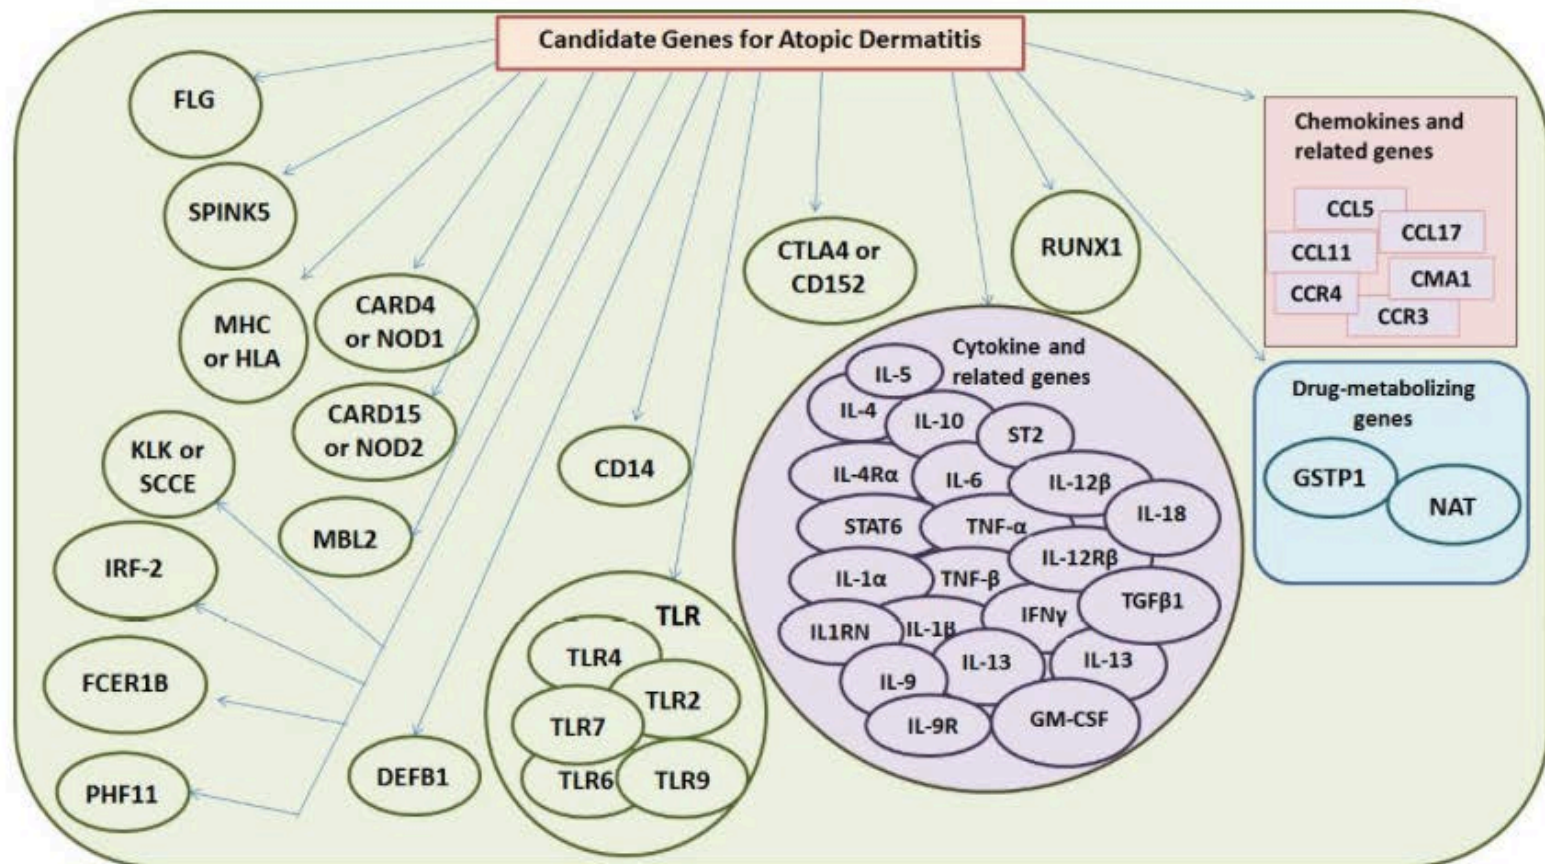 Candidate Genes for Atopic Dermatitis
FLG
SPINK5
MHC
or HLA
CARD4
or NOD1
CARD15
or NOD2
KLK or
SCCE
MBL2
IRF-2
FCER1B
PHF11
DEFB1
CD14
TLR
TLR4
TLR2
TLR7
TLR6
TLR9
CTLA4 or
CD152
RUNX1
Cytokine and
related genes
IL-5
IL-4
IL-10
ST2
IL-4Rα
IL-6
IL-12β
IL-18
STAT6
TNF-α
IL-12Rβ
IL-1α
TNF-β
TGFβ1
IL1RN
IL-1β
IFNγ
IL-13
IL-13
IL-9
IL-9R
GM-CSF
Chemokines and
related genes
CCL5
CCL17
CCL11
CMA1
CCR4
CCR3
Drug-metabolizing
genes
GSTP1
NAT